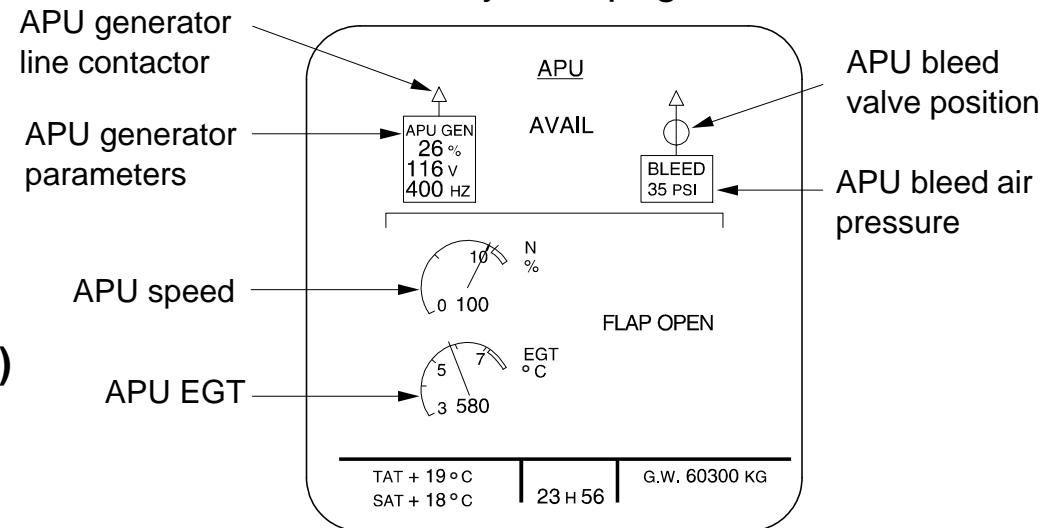 APU generator
line contactor
APU generator
parameters
APU speed
)
APU EGT
APU
AVAIL
APU GEN
26 %
116 V
400 HZ
BLEED
35 PSI
10
N
%
0 100
FLAP OPEN
5 7
EGT
°C
3 580
TAT + 19 °C
SAT + 18 °C
23 H 56
G.W. 60300 KG
APU bleed
valve position
APU bleed air
pressure